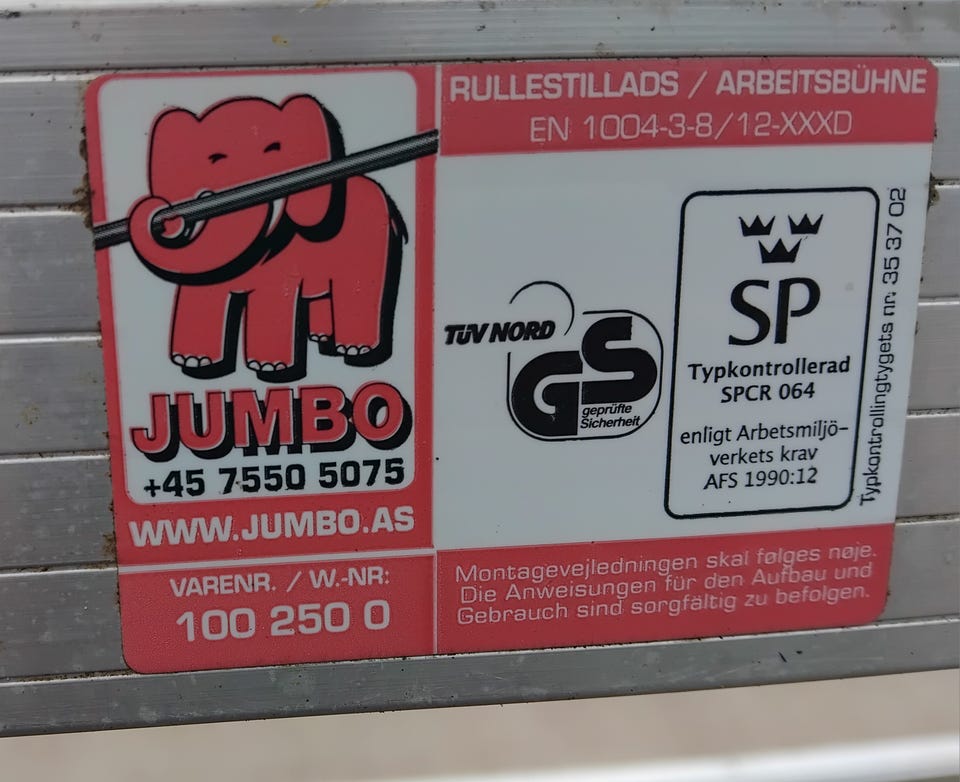 JUMBO
+45 7550 5075
WWW.JUMBO.AS
VARENR. / W.-NR:
100 250 0
RULLESTILLADS / ARBEITSBÜHNE
EN 1004-3-8/12-XXXD
TÜV NORD
GS
geprüfte
Sicherheit
SP
Typkontrollerad
SPCR 064
enligt Arbetsmiljö-
verkets krav
AFS 1990:12
Typkontrollingtygets nr: 35 37 02
Montagevejledningen skal følges nøje.
Die Anweisungen für den Aufbau und
Gebrauch sind sorgfältig zu befolgen.